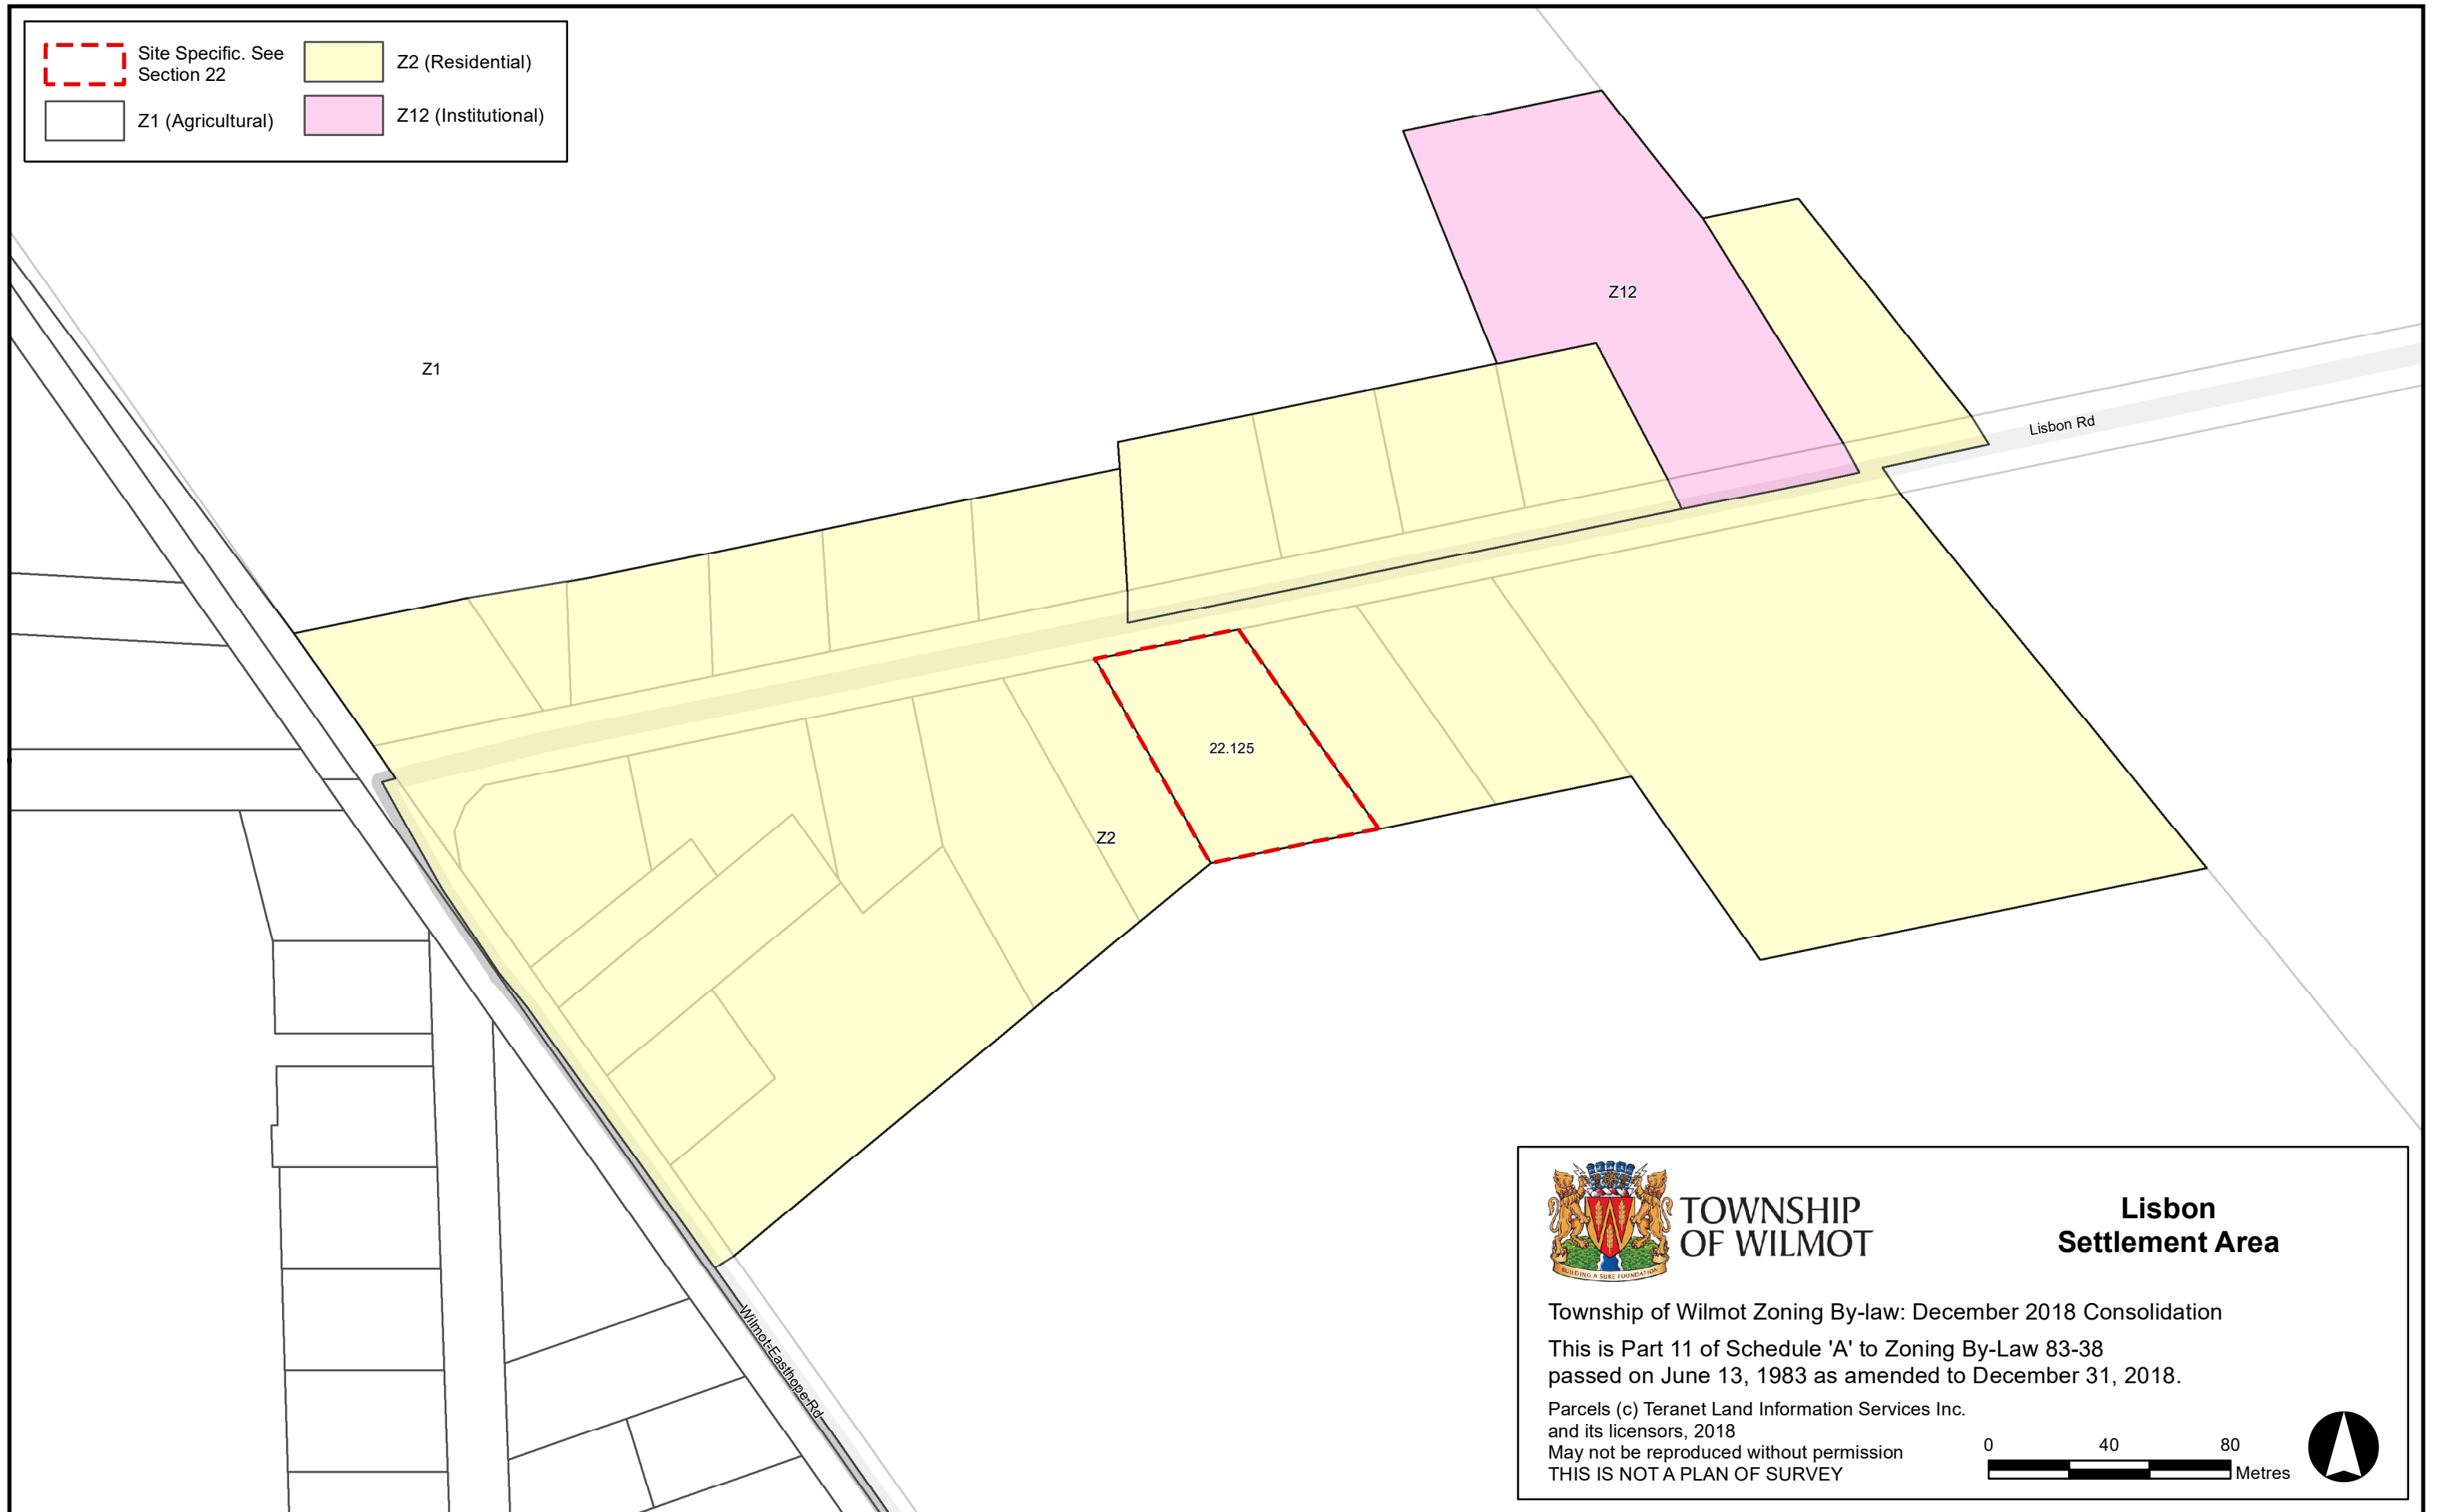 Site Specific. See
Section 22
Z1 (Agricultural)
Z2 (Residential)
Z12 (Institutional)
Z12
Z1
Lisbon Rd
22.125
Z2
Wilmot-Easthope-Rd
BUILDING A SURE FOUNDATION
TOWNSHIP
OF WILMOT
Lisbon
Settlement Area
Township of Wilmot Zoning By-law: December 2018 Consolidation
This is Part 11 of Schedule 'A' to Zoning By-Law 83-38
passed on June 13, 1983 as amended to December 31, 2018.
Parcels (c) Teranet Land Information Services Inc.
and its licensors, 2018
May not be reproduced without permission
THIS IS NOT A PLAN OF SURVEY
0 40 80
Metres